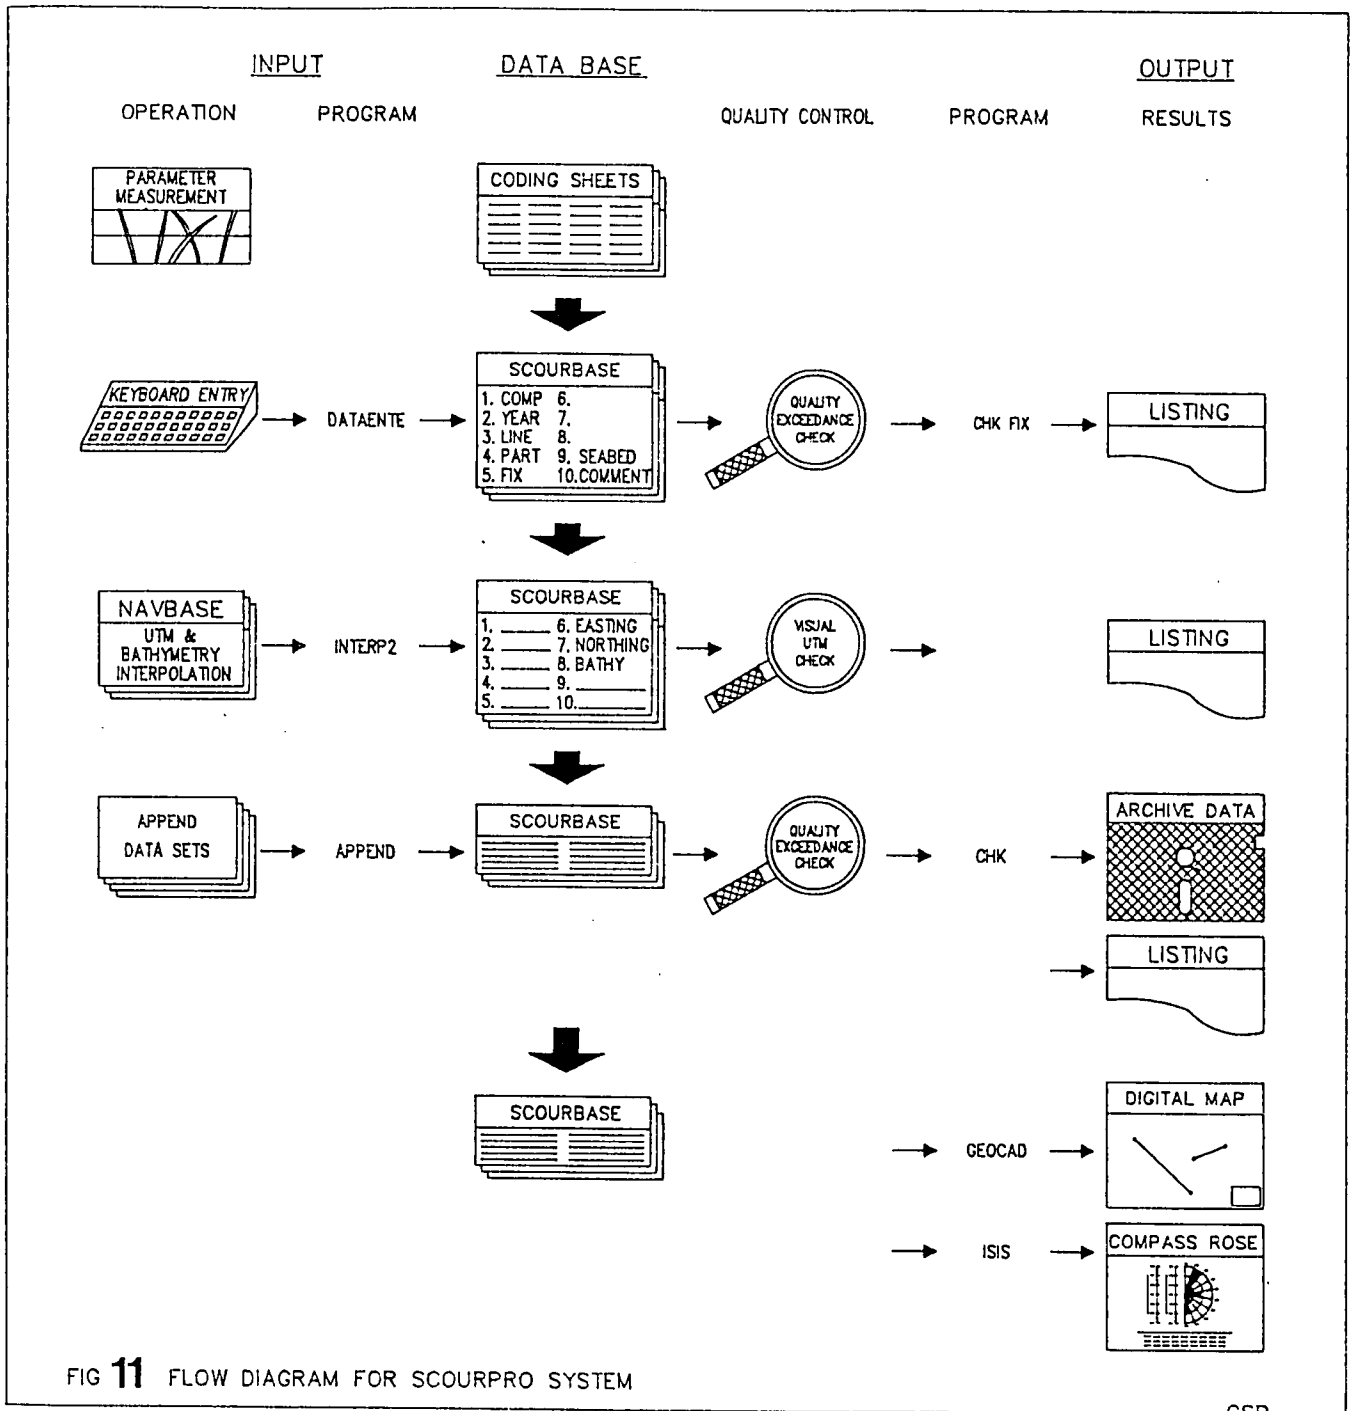 INPUT DATA BASE OUTPUT
OPERATION PROGRAM QUALITY CONTROL PROGRAM RESULTS
PARAMETER
MEASUREMENT
CODING SHEETS
KEYBOARD ENTRY
DATAENTE
SCOURBASE
1. COMP 6.
2. YEAR 7.
3. LINE 8.
4. PART 9. SEABED
5. FIX 10. COMMENT
QUALITY
EXCEEDANCE
CHECK
CHK FIX
LISTING
NAVBASE
UTM &
BATHYMETRY
INTERPOLATION
INTERP2
SCOURBASE
1. 6. EASTING
2. 7. NORTHING
3. 8. BATHY
4. 9.
5. 10.
VISUAL
UTM
CHECK
LISTING
APPEND
DATA SETS
APPEND
SCOURBASE
QUALITY
EXCEEDANCE
CHECK
CHK
ARCHIVE DATA
LISTING
SCOURBASE
GEOCAD
DIGITAL MAP
ISIS
COMPASS ROSE
FIG 11 FLOW DIAGRAM FOR SCOURPRO SYSTEM